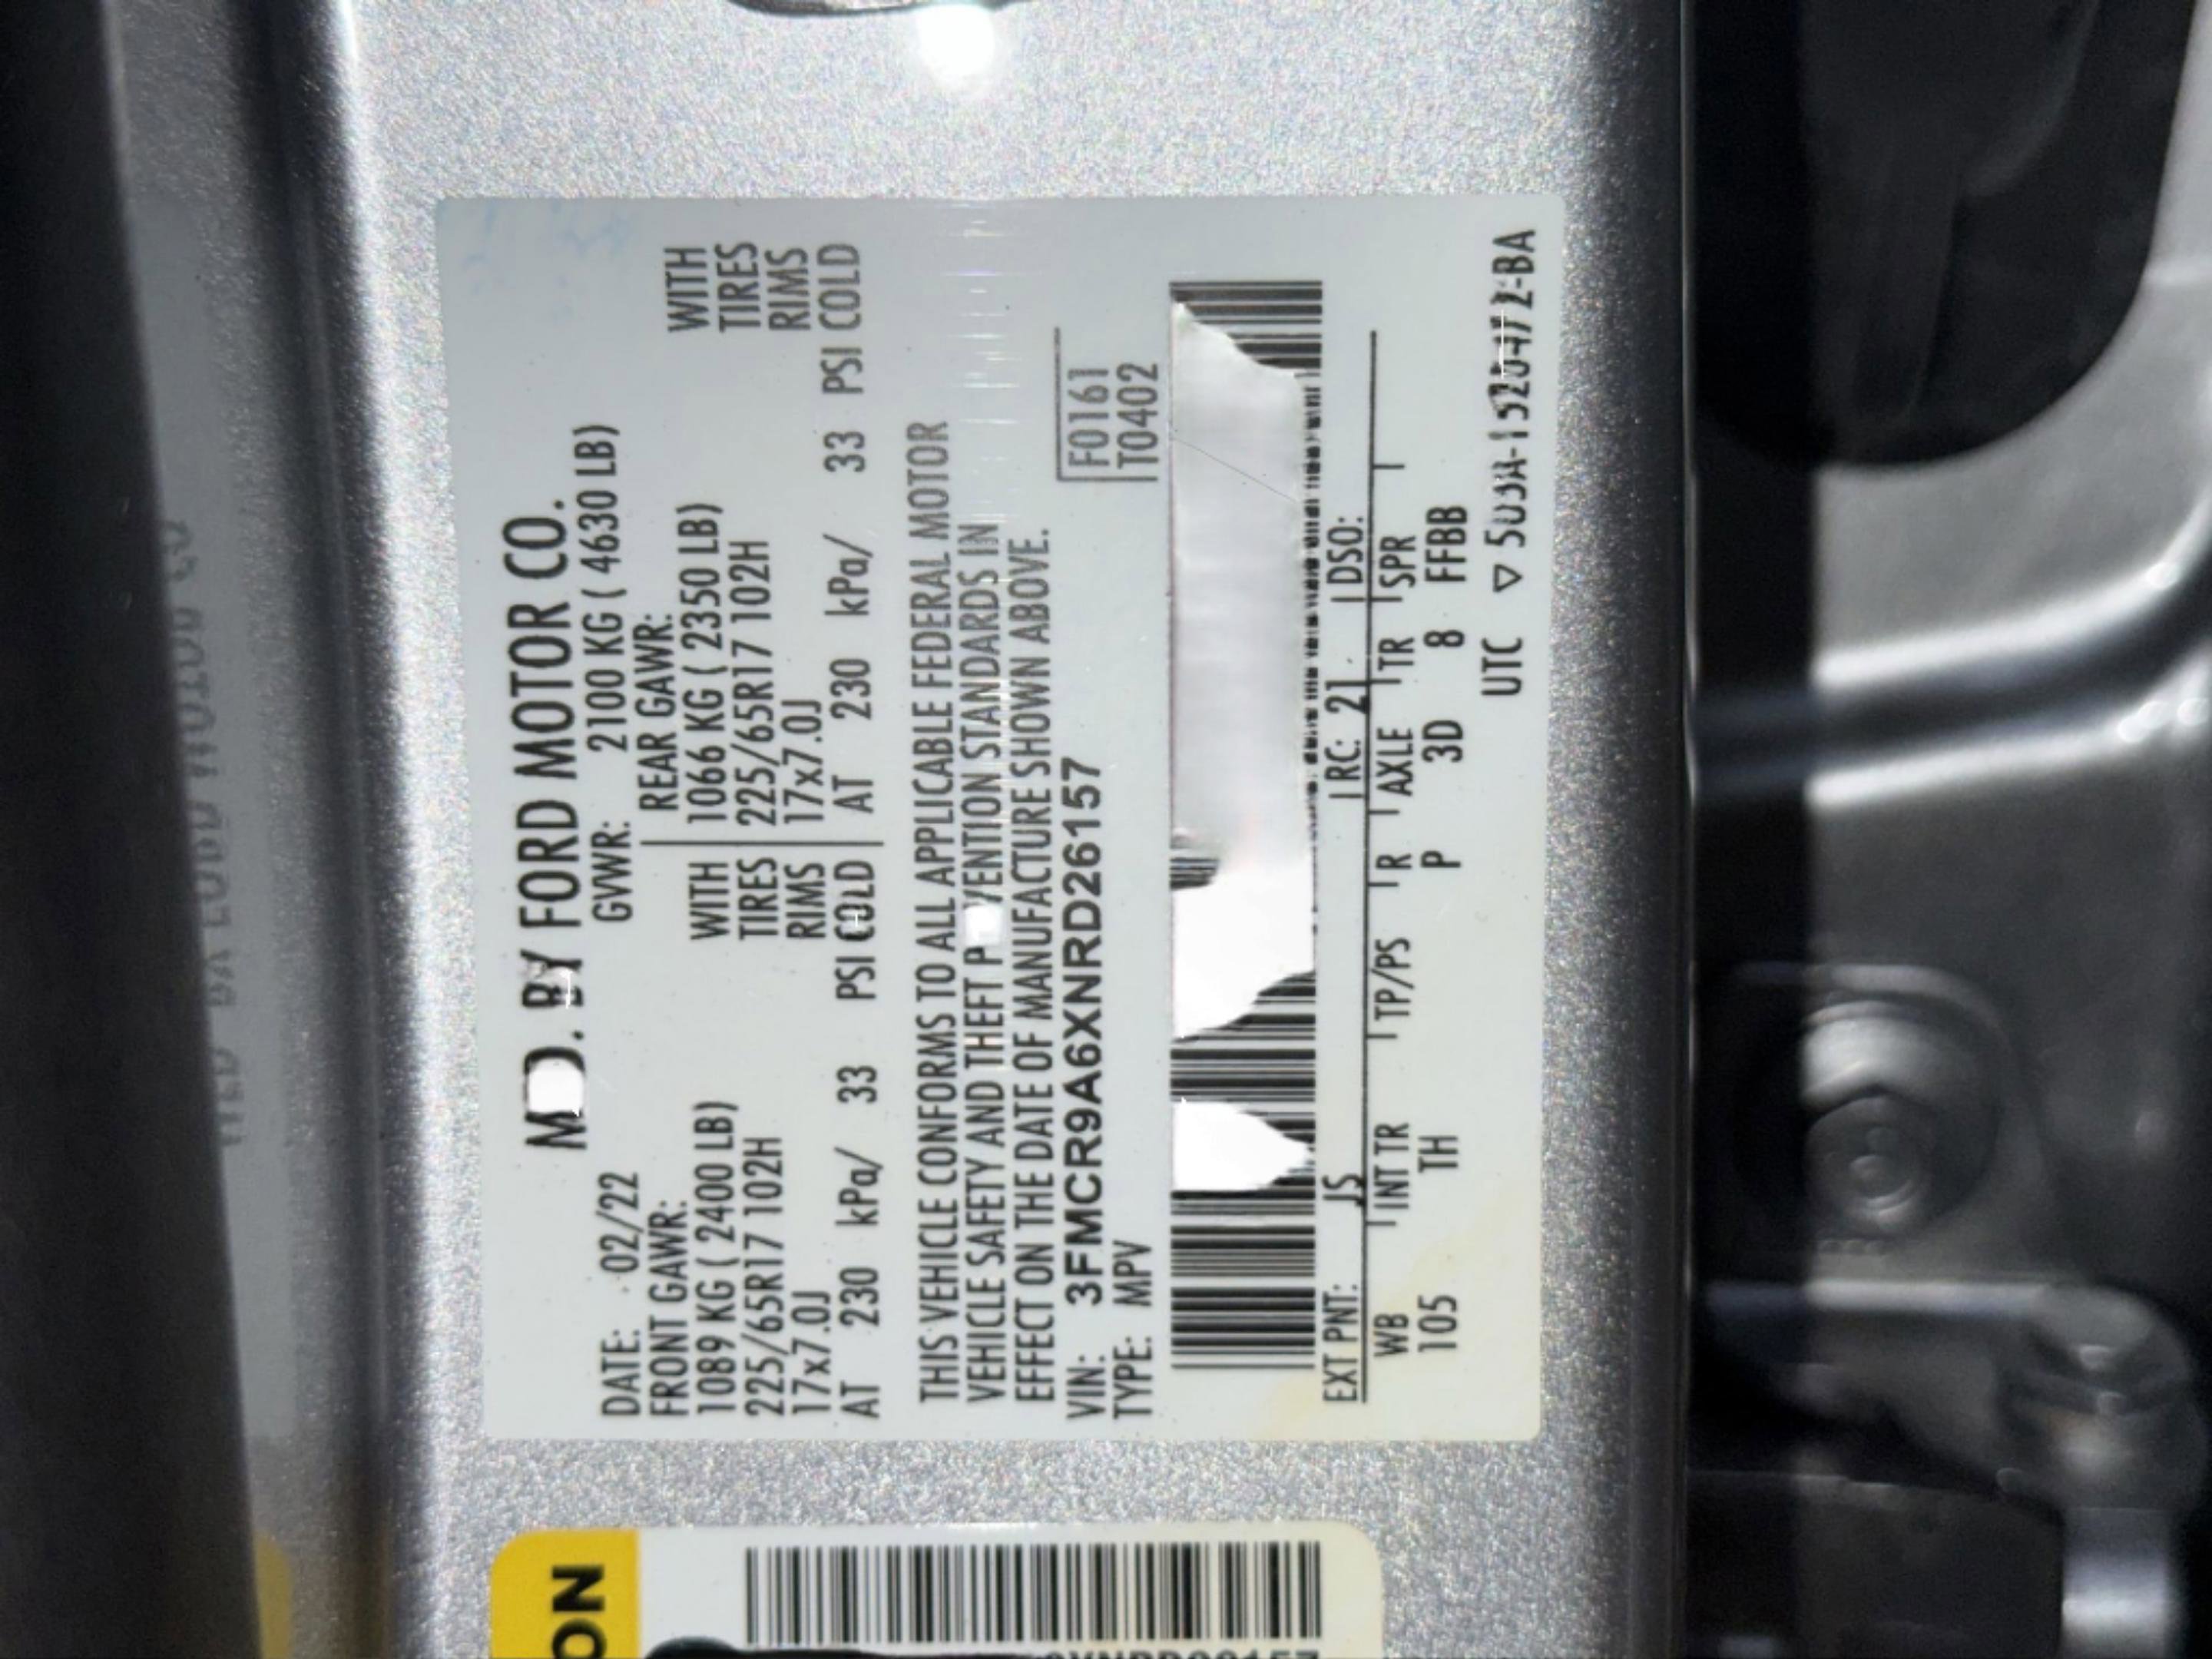 M D. BY FORD MOTOR CO.
DATE: 02/22 GVWR: 2100 KG ( 4630 LB)
FRONT GAWR: REAR GAWR:
1089 KG ( 2400 LB) WITH 1066 KG ( 2350 LB) WITH
225/65R17 102H TIRES 225/65R17 102H TIRES
17x7.0J RIMS 17x7.0J RIMS
AT 230 kPa/ 33 PSI COLD AT 230 kPa/ 33 PSI COLD
THIS VEHICLE CONFORMS TO ALL APPLICABLE FEDERAL MOTOR
VEHICLE SAFETY AND THEFT P VENTION STANDARDS IN
EFFECT ON THE DATE OF MANUFACTURE SHOWN ABOVE.
VIN: 3FMCR9A6XNRD26157 F0161
TYPE: MPV T0402
EXT PNT: JS RC: 21 DSO:
WB INT TR TP/PS R AXLE TR SPR
105 TH P 3D 8 FFBB
UTC
ON